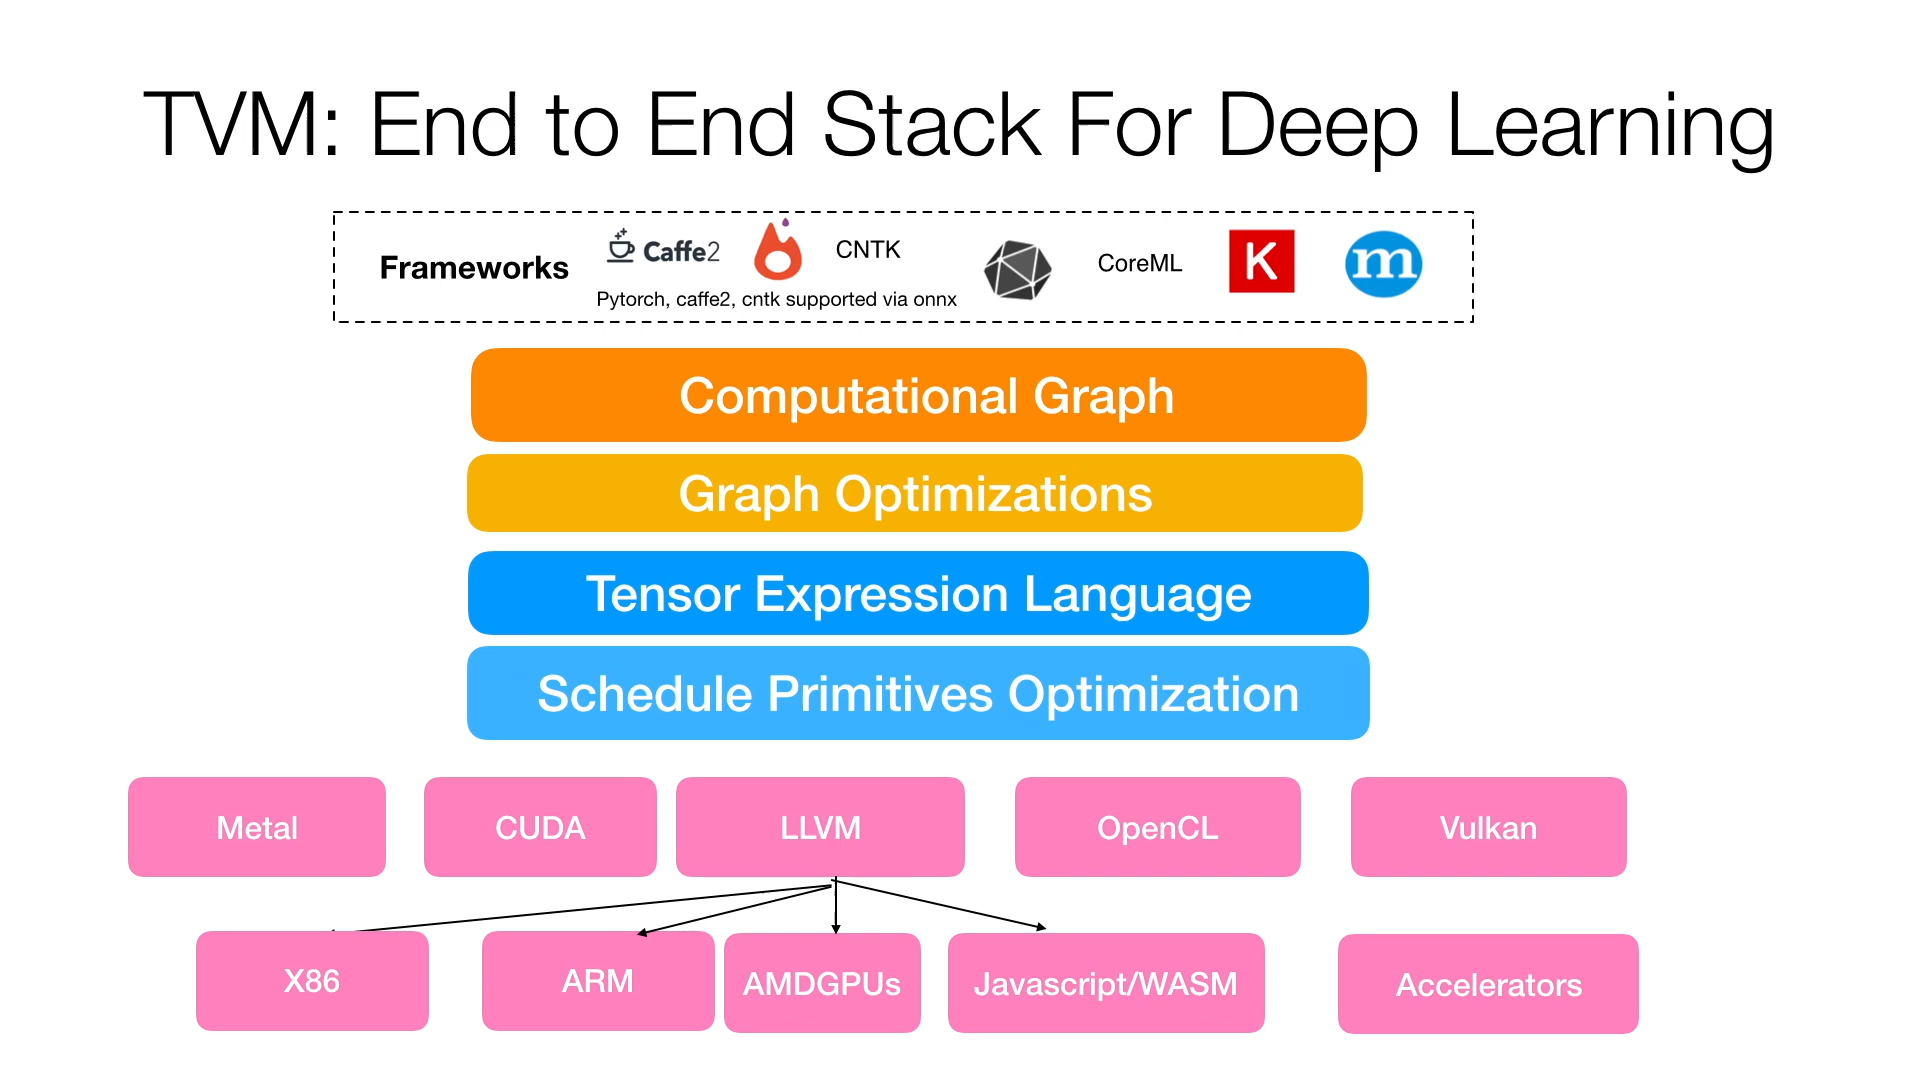 TVM: End to End Stack For Deep Learning
Frameworks
Caffe2
CNTK
Pytorch, caffe2, cntk supported via onnx
CoreML
K
m
Computational Graph
Graph Optimizations
Tensor Expression Language
Schedule Primitives Optimization
Metal
CUDA
LLVM
OpenCL
Vulkan
X86
ARM
AMDGPUs
Javascript/WASM
Accelerators